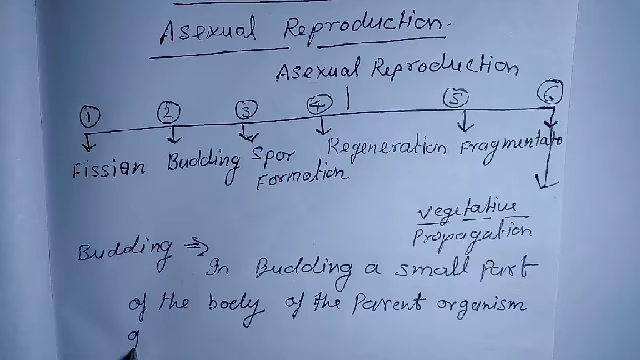 Asexual Reproduction.
Asexual Reproduction
① ② ③ ④ ⑤ ⑥
Fission Budding Spor Regeneration Fragmentatio
Formation
Vegetative
Propagation
Budding ⇒
In Budding a small part
of the body of the Parent organism